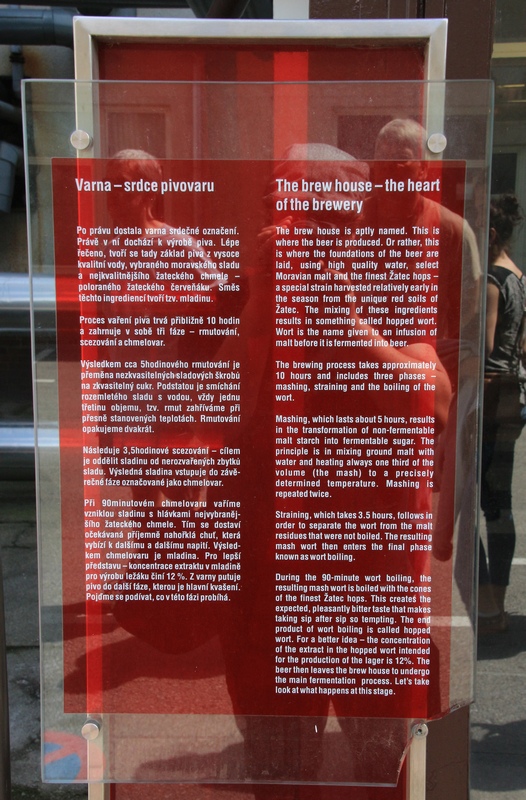 Varna – srdce pivovaru
Po právu dostala varna srdečné označení.
Právě v ní dochází k výrobě piva. Lépe
řečeno, tvoří se tady základ piva z vysoce
kvalitní vody, vybraného moravského sladu
a nejkvalitnějšího žateckého chmele –
poloraného žateckého červeňáku. Směs
těchto ingrediencí tvoří tzv. mladinu.
Proces vaření piva trvá přibližně 10 hodin
a zahrnuje v sobě tři fáze – rmutování,
scezování a chmelovar.
Výsledkem cca 5hodinového rmutování je
přeměna nezkvasitelných sladových škrobů
na zkvasitelný cukr. Podstatou je smíchání
rozemletého sladu s vodou, vždy jednu
třetinu objemu, tzv. rmut zahříváme při
přesně stanovených teplotách. Rmutování
opakujeme dvakrát.
Následuje 3,5hodinové scezování – cílem
je oddělit sladinu od nerozvařených zbytků
sladu. Výsledná sladina vstupuje do závě-
rečné fáze označované jako chmelovar.
Při 90minutovém chmelovaru vaříme
vzniklou sladinu s hlávkami nejvybraněj-
šího žateckého chmele. Tím se dostaví
očekávaná příjemně nahořklá chuť, která
vybízí k dalšímu a dalšímu napití. Výsled-
kem chmelovaru je mladina. Pro lepší
představu – koncentrace extraktu v mladině
pro výrobu ležáku činí 12 %. Z varny putuje
pivo do další fáze, kterou je hlavní kvašení.
Pojďme se podívat, co v této fázi probíhá.
The brew house – the heart
of the brewery
The brew house is aptly named. This is
where the beer is produced. Or rather, this
is where the foundations of the beer are
laid, using high quality water, select
Moravian malt and the finest Žatec hops –
a special strain harvested relatively early in
the season from the unique red soils of
Žatec. The mixing of these ingredients
results in something called hopped wort.
Wort is the name given to an infusion of
malt before it is fermented into beer.
The brewing process takes approximately
10 hours and includes three phases –
mashing, straining and the boiling of the
wort.
Mashing, which lasts about 5 hours, results
in the transformation of non-fermentable
malt starch into fermentable sugar. The
principle is in mixing ground malt with
water and heating always one third of the
volume (the mash) to a precisely
determined temperature. Mashing is
repeated twice.
Straining, which takes 3.5 hours, follows in
order to separate the wort from the malt
residues that were not boiled. The resulting
mash wort then enters the final phase
known as wort boiling.
During the 90-minute wort boiling, the
resulting mash wort is boiled with the cones
of the finest Žatec hops. This creates the
expected, pleasantly bitter taste that makes
taking sip after sip so tempting. The end
product of wort boiling is called hopped
wort. For a better idea – the concentration
of the extract in the hopped wort intended
for the production of the lager is 12%. The
beer then leaves the brew house to undergo
the main fermentation process. Let's take
look at what happens at this stage.